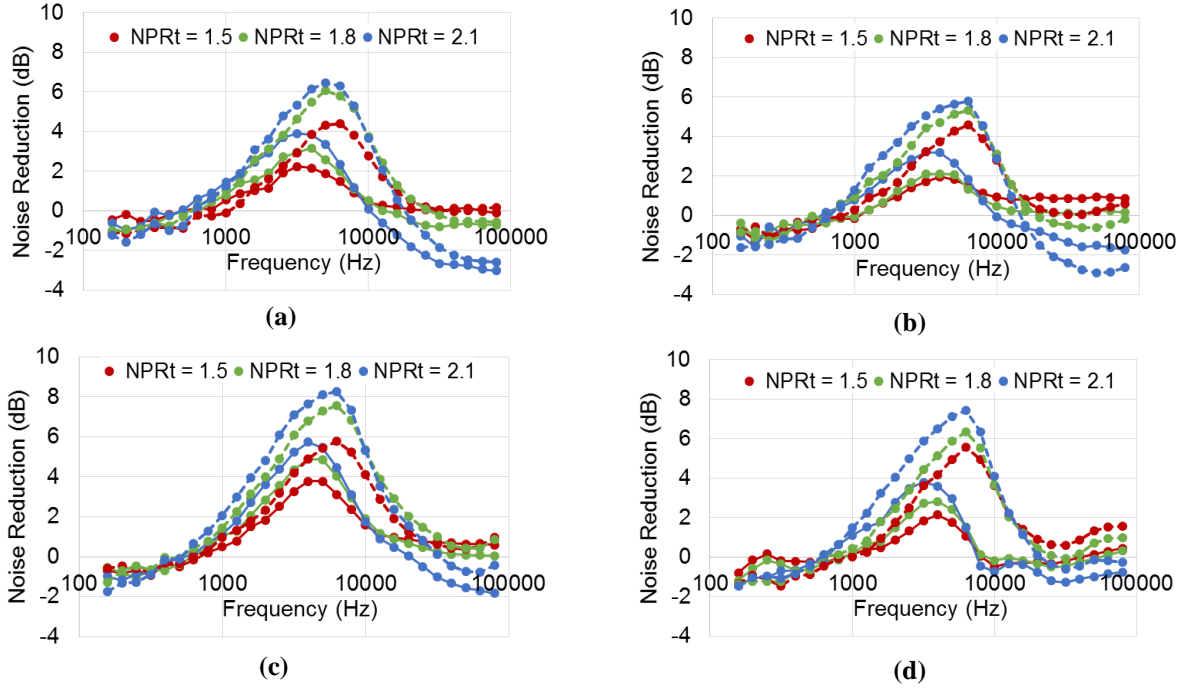 10
8
6
4
2
0
-2
-4
Noise Reduction (dB)
NPRt = 1.5 NPRt = 1.8 NPRt = 2.1
100 1000 10000 100000
Frequency (Hz)
(a)
10
8
6
4
2
0
-2
-4
Noise Reduction (dB)
NPRt = 1.5 NPRt = 1.8 NPRt = 2.1
100 1000 10000 100000
Frequency (Hz)
(b)
10
8
6
4
2
0
-2
-4
Noise Reduction (dB)
NPRt = 1.5 NPRt = 1.8 NPRt = 2.1
100 1000 10000 100000
Frequency (Hz)
(c)
10
8
6
4
2
0
-2
-4
Noise Reduction (dB)
NPRt = 1.5 NPRt = 1.8 NPRt = 2.1
100 1000 10000 100000
Frequency (Hz)
(d)